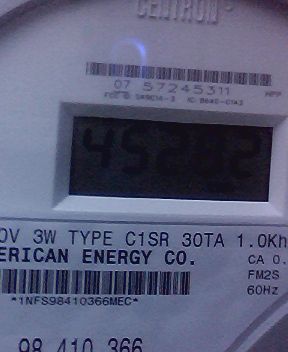 CENTRON®
07 57245311
45202
0V 3W TYPE C1SR 30TA 1.0Kh
ERICAN ENERGY CO.
CA 0.
FM2S
60Hz
*1NFS98410366MEC*
98 410 366